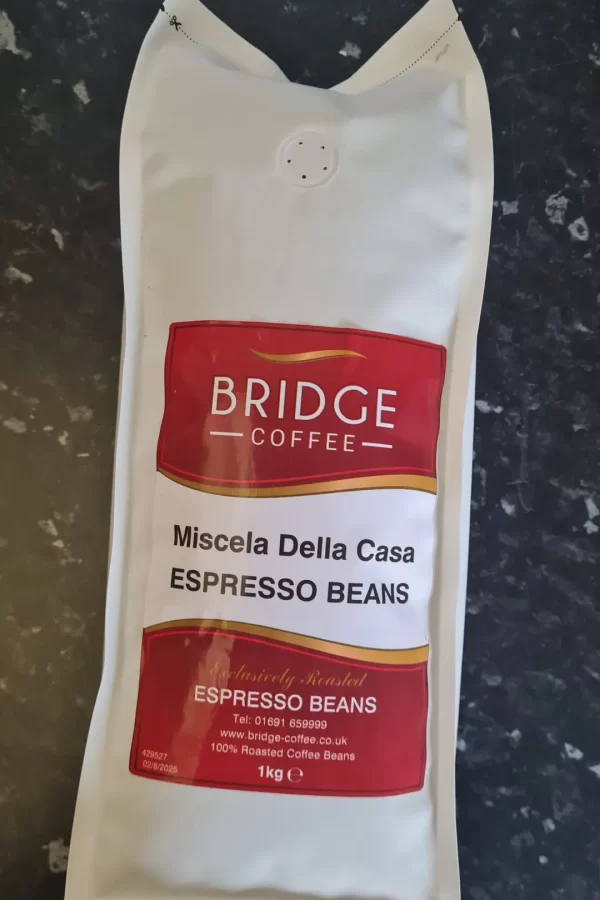 BRIDGE
COFFEE
Miscela Della Casa
ESPRESSO BEANS
Exclusively Roasted
ESPRESSO BEANS
Tel: 01691 659999
www.bridge-coffee.co.uk
100% Roasted Coffee Beans
429527
02/8/2025
1kg ℮